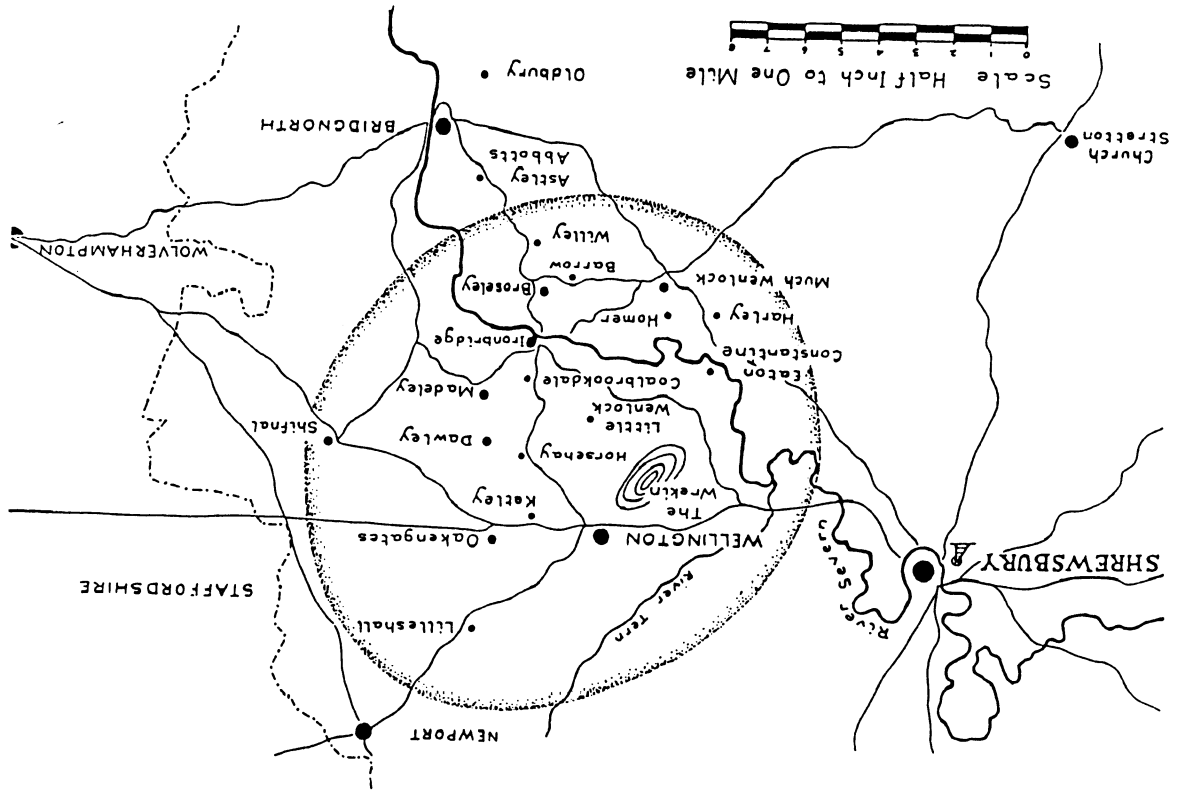 NEWPORT
Lilleshall
River Tern
River Severn
STAFFORDSHIRE
SHREWSBURY
WELLINGTON
Oakengates
The
Wrekin
Ketley
Horsehay
Dawley
Shifnal
Little
Wenlock
Coalbrookdale
Madeley
Eaton
Constantine
Ironbridge
Harley
Homer
Much Wenlock
Broseley
Barrow
WOLVERHAMPTON
Willey
Astley
Abbotts
Church
Stretton
BRIDGNORTH
Oldbury
Scale Half Inch to One Mile
0 1 2 3 4 5 6 7 8